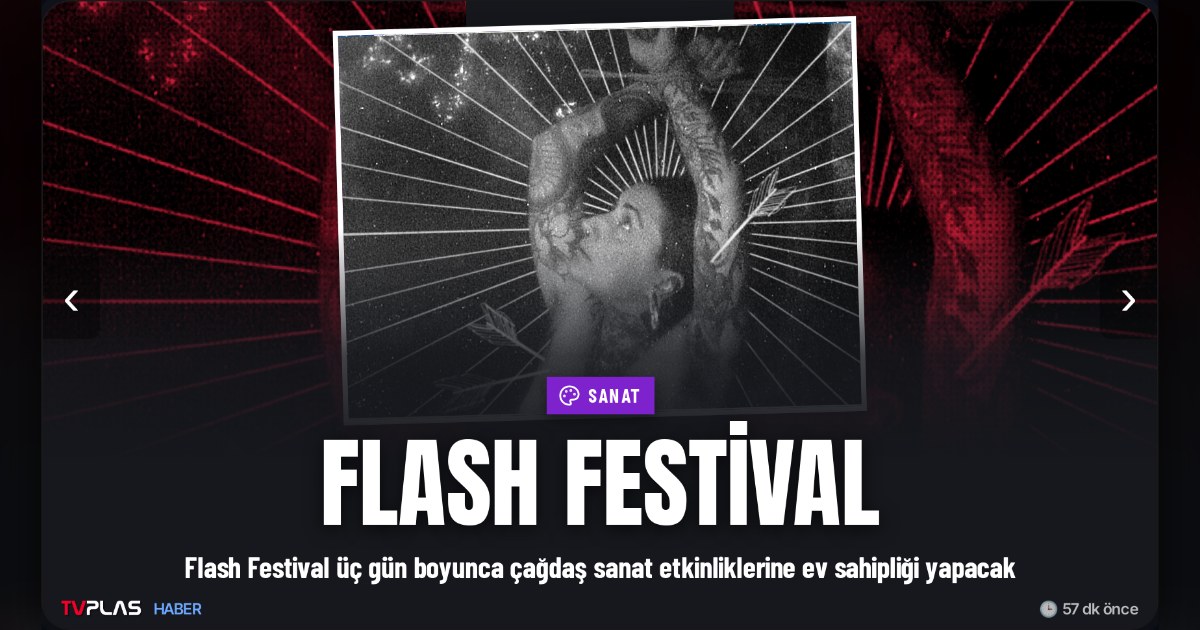 SANAT
FLASH FESTİVAL
Flash Festival üç gün boyunca çağdaş sanat etkinliklerine ev sahipliği yapacak
TVPLAS HABER
57 dk önce